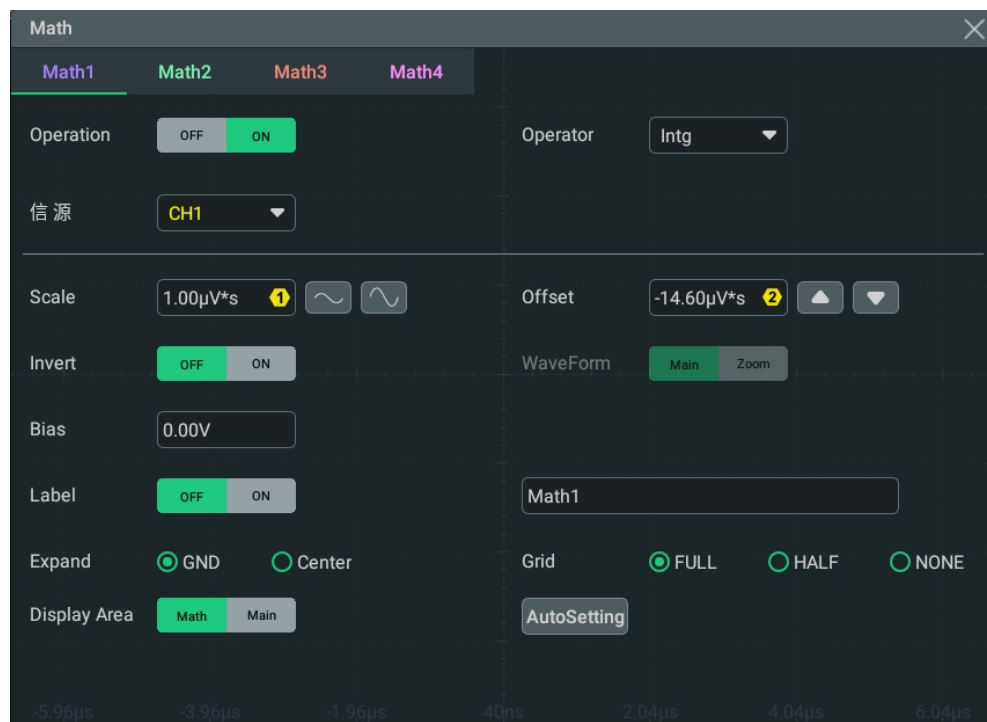 Math
Math1 Math2 Math3 Math4
Operation OFF ON Operator Intg
信源 CH1
Scale 1.00µV*s 1 Offset -14.60µV*s 2
Invert OFF ON WaveForm Main Zoom
Bias 0.00V
Label OFF ON Math1
Expand GND Center Grid FULL HALF NONE
Display Area Math Main AutoSetting
-5.96µs -3.96µs -1.96µs 40ns 2.04µs 4.04µs 6.04µs